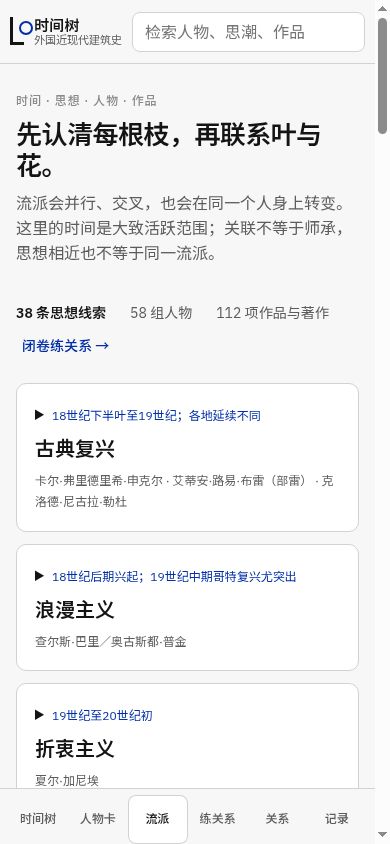 时间树
外国近现代建筑史
检索人物、思潮、作品
时间 · 思想 · 人物 · 作品
先认清每根枝，再联系叶与
花。
流派会并行、交叉，也会在同一个人身上转变。
这里的时间是大致活跃范围；关联不等于师承，
思想相近也不等于同一流派。
38 条思想线索 58 组人物 112 项作品与著作
闭卷练关系 →
18世纪下半叶至19世纪；各地延续不同
古典复兴
卡尔·弗里德里希·申克尔 · 艾蒂安·路易·布雷（部雷） · 克
洛德·尼古拉·勒杜
18世纪后期兴起；19世纪中期哥特复兴尤突出
浪漫主义
查尔斯·巴里／奥古斯都·普金
19世纪至20世纪初
折衷主义
夏尔·加尼埃
时间树 人物卡 流派 练关系 关系 记录